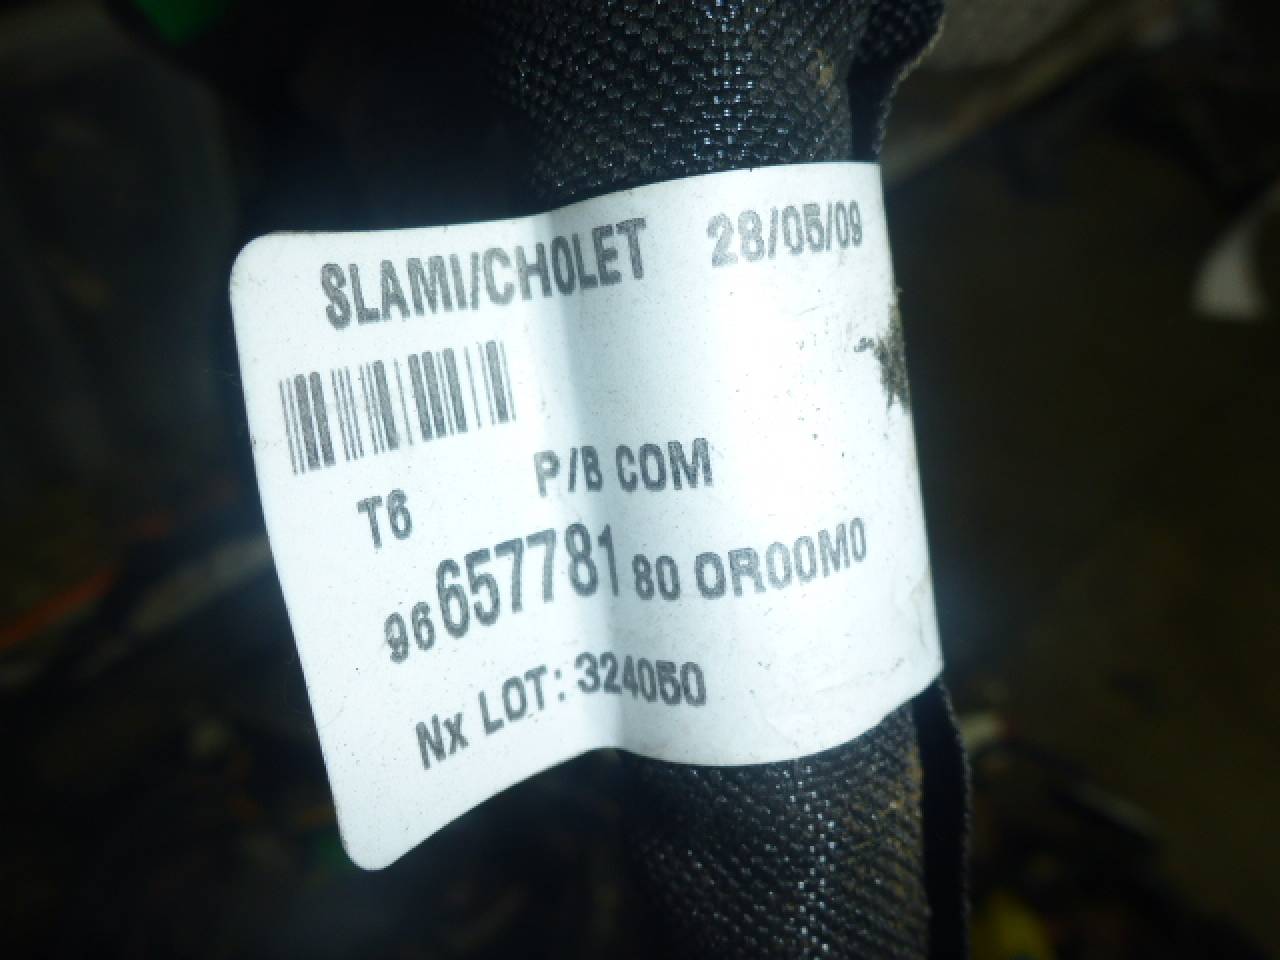 SLAMI/CHOLET 28/05/09
T6 P/B COM
9665778180 OR00M0
Nx LOT: 324050